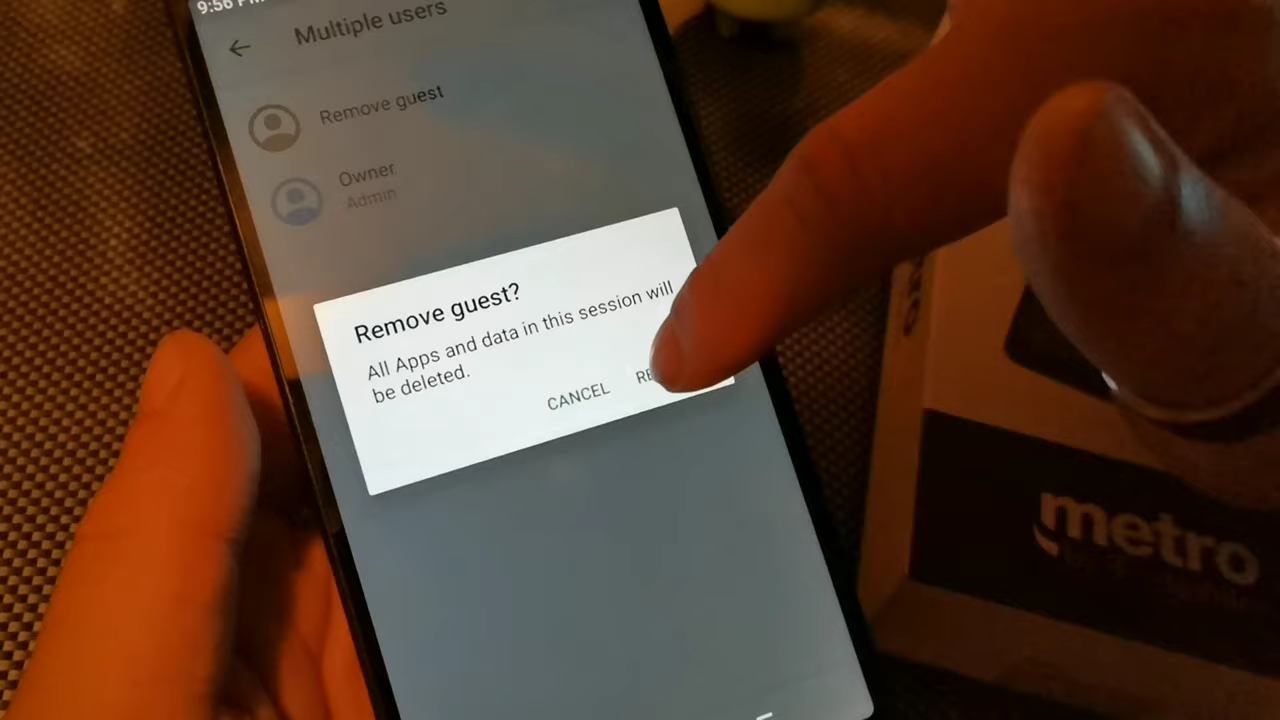 9:56 PM
Multiple users
Remove guest
Owner
Admin
Remove guest?
All Apps and data in this session will
be deleted.
CANCEL
metro